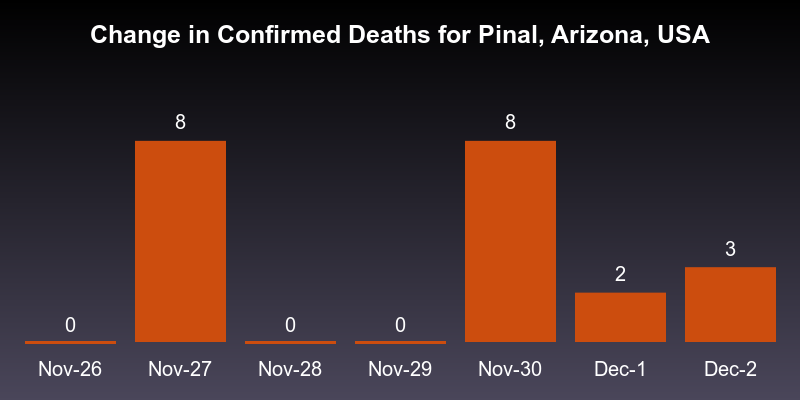 Change in Confirmed Deaths for Pinal, Arizona, USA
8 8
3
2
0 0 0
Nov-26 Nov-27 Nov-28 Nov-29 Nov-30 Dec-1 Dec-2